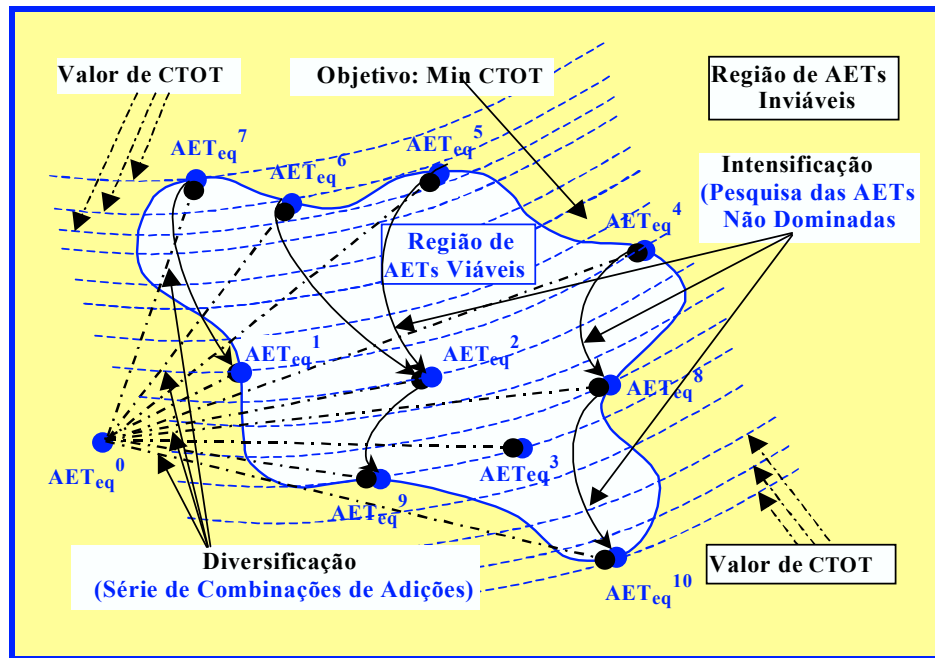 Valor de CTOT
Objetivo: Min CTOT
Região de AETs
Inviáveis
AETeq7
AETeq6
AETeq5
Intensificação
(Pesquisa das AETs
Não Dominadas
AETeq4
Região de
AETs Viáveis
AETeq1
AETeq2
AETeq8
AETeq0
AETeq3
AETeq9
Diversificação
(Série de Combinações de Adições)
Valor de CTOT
AETeq10